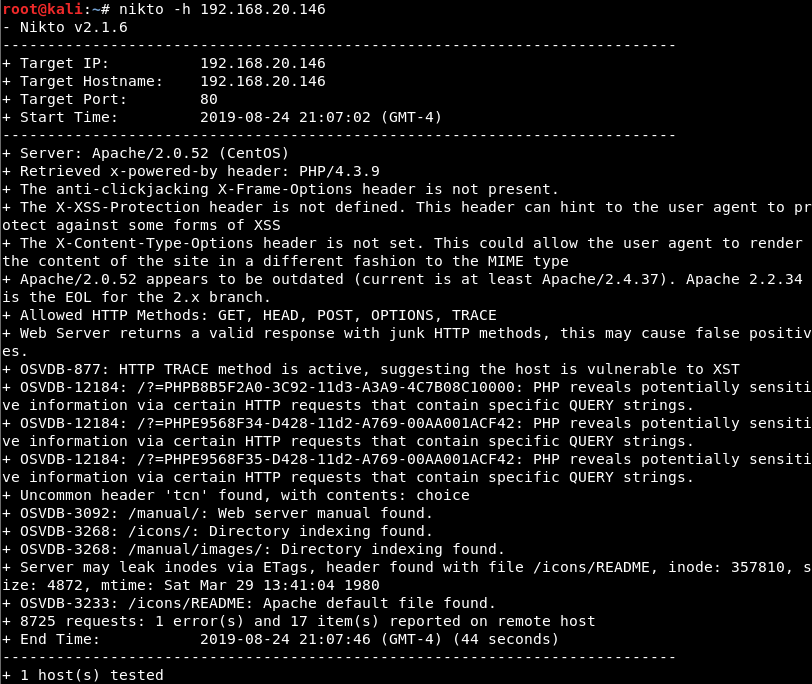 root@kali:~# nikto -h 192.168.20.146
- Nikto v2.1.6
---------------------------------------------------------------------------
+ Target IP:          192.168.20.146
+ Target Hostname:    192.168.20.146
+ Target Port:        80
+ Start Time:         2019-08-24 21:07:02 (GMT-4)
---------------------------------------------------------------------------
+ Server: Apache/2.0.52 (CentOS)
+ Retrieved x-powered-by header: PHP/4.3.9
+ The anti-clickjacking X-Frame-Options header is not present.
+ The X-XSS-Protection header is not defined. This header can hint to the user agent to pr
otect against some forms of XSS
+ The X-Content-Type-Options header is not set. This could allow the user agent to render
the content of the site in a different fashion to the MIME type
+ Apache/2.0.52 appears to be outdated (current is at least Apache/2.4.37). Apache 2.2.34
is the EOL for the 2.x branch.
+ Allowed HTTP Methods: GET, HEAD, POST, OPTIONS, TRACE
+ Web Server returns a valid response with junk HTTP methods, this may cause false positiv
es.
+ OSVDB-877: HTTP TRACE method is active, suggesting the host is vulnerable to XST
+ OSVDB-12184: /?=PHPB8B5F2A0-3C92-11d3-A3A9-4C7B08C10000: PHP reveals potentially sensiti
ve information via certain HTTP requests that contain specific QUERY strings.
+ OSVDB-12184: /?=PHPE9568F34-D428-11d2-A769-00AA001ACF42: PHP reveals potentially sensiti
ve information via certain HTTP requests that contain specific QUERY strings.
+ OSVDB-12184: /?=PHPE9568F35-D428-11d2-A769-00AA001ACF42: PHP reveals potentially sensiti
ve information via certain HTTP requests that contain specific QUERY strings.
+ Uncommon header 'tcn' found, with contents: choice
+ OSVDB-3092: /manual/: Web server manual found.
+ OSVDB-3268: /icons/: Directory indexing found.
+ OSVDB-3268: /manual/images/: Directory indexing found.
+ Server may leak inodes via ETags, header found with file /icons/README, inode: 357810, s
ize: 4872, mtime: Sat Mar 29 13:41:04 1980
+ OSVDB-3233: /icons/README: Apache default file found.
+ 8725 requests: 1 error(s) and 17 item(s) reported on remote host
+ End Time:           2019-08-24 21:07:46 (GMT-4) (44 seconds)
---------------------------------------------------------------------------
+ 1 host(s) tested